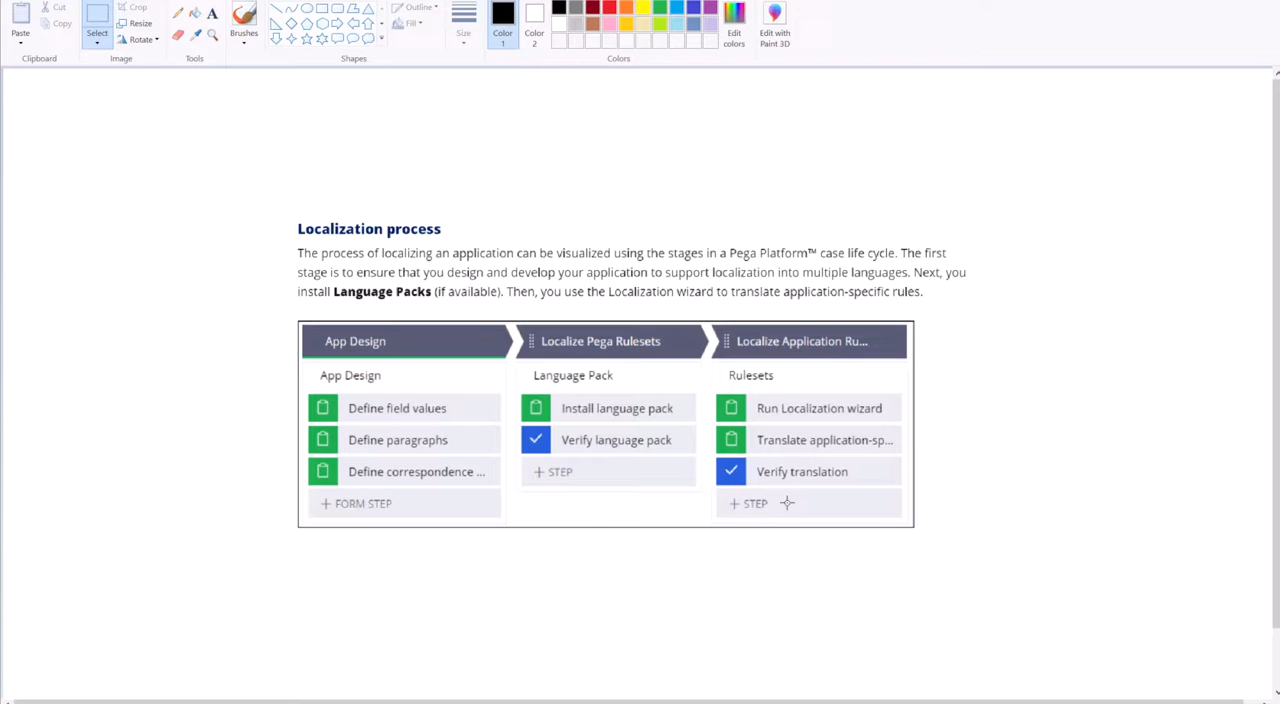 Paste
Cut
Copy
Clipboard
Select
Crop
Resize
Rotate
Image
A
Tools
Brushes
Outline
Fill
Shapes
Size
Color
1
Color
2
Edit
colors
Colors
Edit with
Paint 3D
Localization process
The process of localizing an application can be visualized using the stages in a Pega Platform™ case life cycle. The first
stage is to ensure that you design and develop your application to support localization into multiple languages. Next, you
install Language Packs (if available). Then, you use the Localization wizard to translate application-specific rules.
App Design
Localize Pega Rulesets
Localize Application Ru...
App Design
Language Pack
Rulesets
Define field values
Install language pack
Run Localization wizard
Define paragraphs
Verify language pack
Translate application-sp...
Define correspondence ...
+ STEP
Verify translation
+ FORM STEP
+ STEP